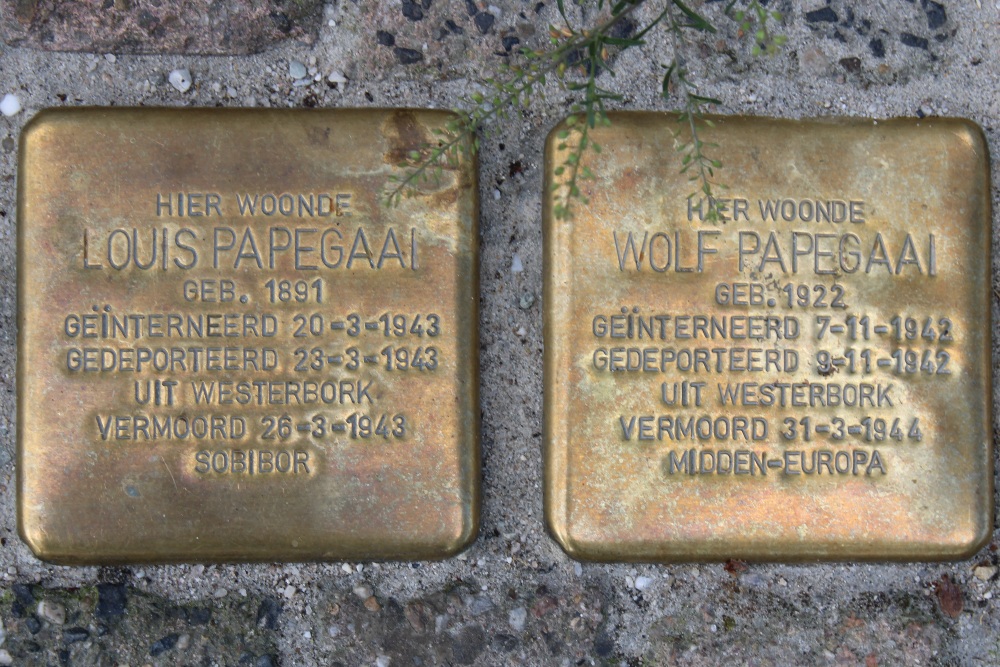 HIER WOONDE
LOUIS PAPEGAAI
GEB. 1891
GEÏNTERNEERD 20-3-1943
GEDEPORTEERD 23-3-1943
UIT WESTERBORK
VERMOORD 26-3-1943
SOBIBOR
HIER WOONDE
WOLF PAPEGAAI
GEB. 1922
GEÏNTERNEERD 7-11-1942
GEDEPORTEERD 9-11-1942
UIT WESTERBORK
VERMOORD 31-3-1944
MIDDEN-EUROPA